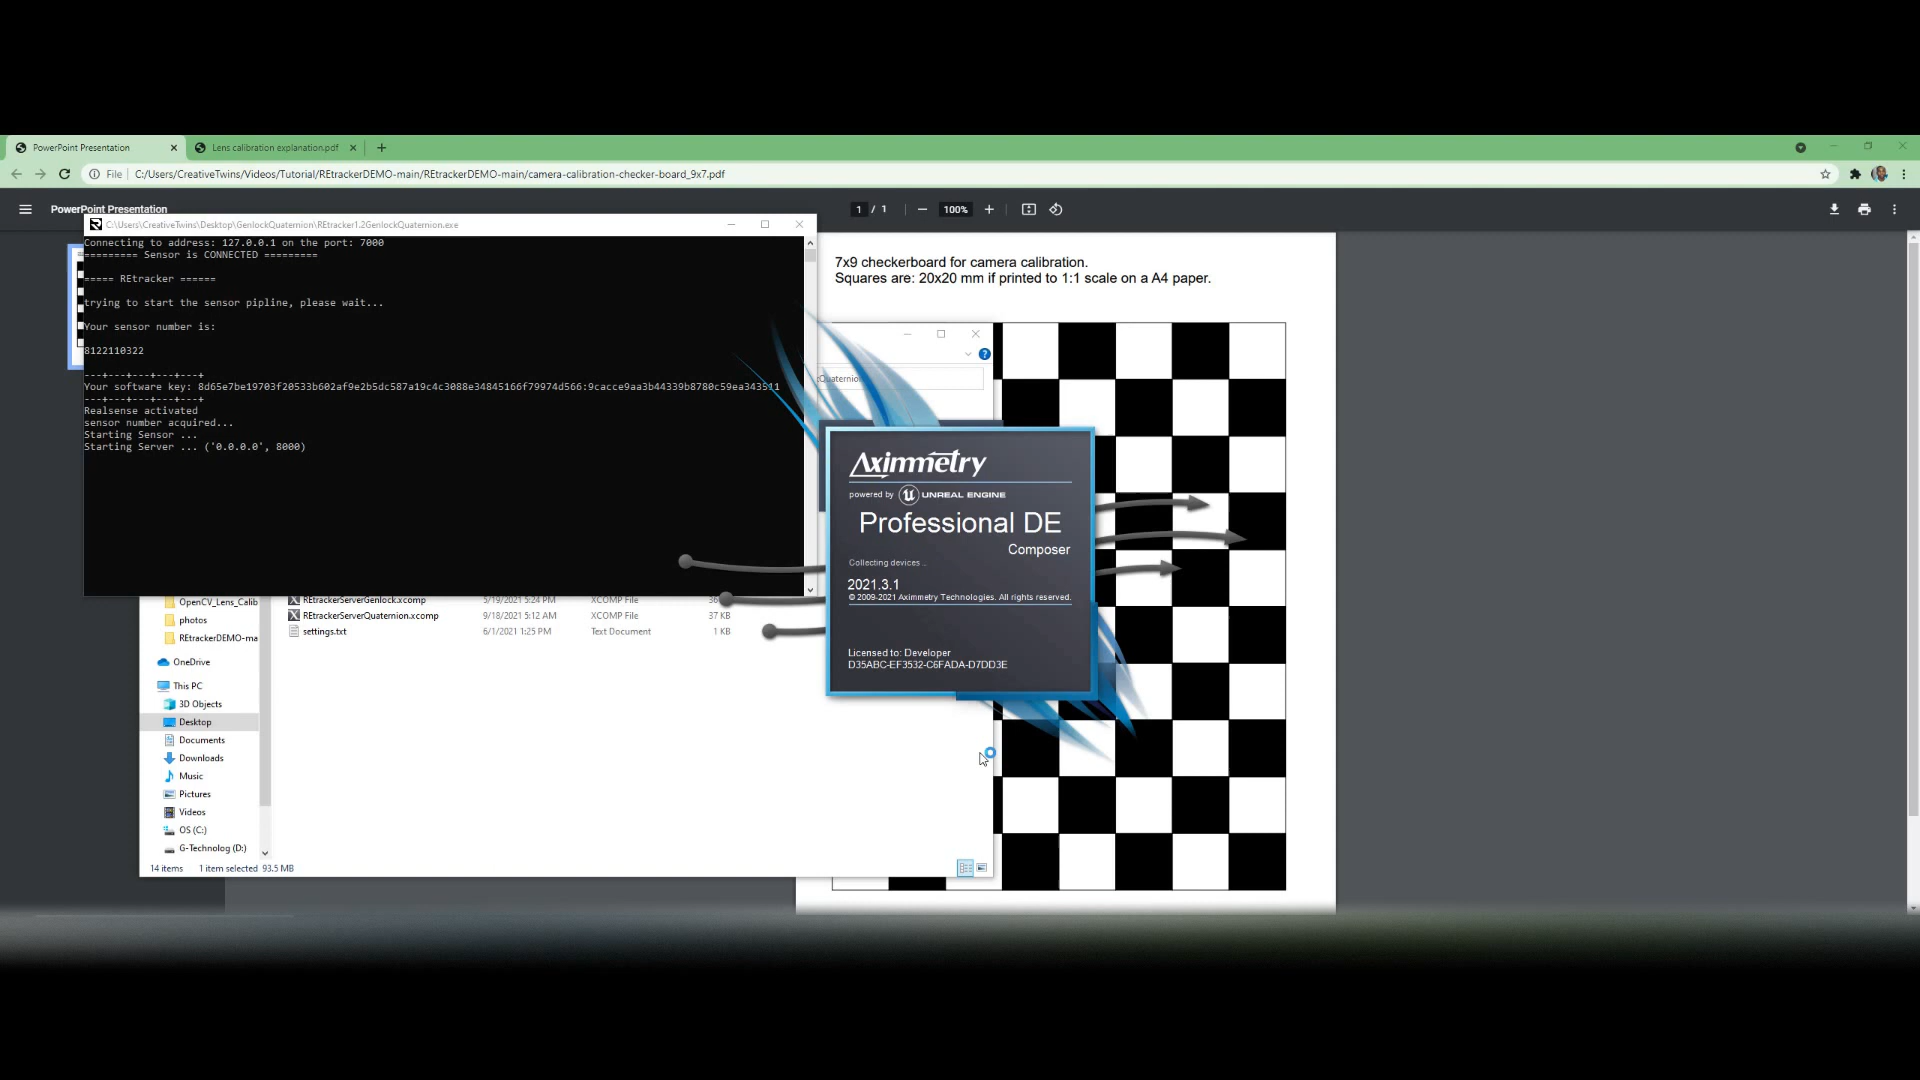 PowerPoint Presentation
Lens calibration explanation.pdf
File
C:/Users/CreativeTwins/Videos/Tutorial/REtrackerDEMO-main/REtrackerDEMO-main/camera-calibration-checker-board_9x7.pdf
PowerPoint Presentation
1 / 1
100%
C:\Users\CreativeTwins\Desktop\GenlockQuaternion\REtracker1.2GenlockQuaternion.exe
Connecting to address: 127.0.0.1 on the port: 7000
========= Sensor is CONNECTED =========
===== REtracker ======
trying to start the sensor pipline, please wait...
Your sensor number is:
8122110322
---+---+---+---+---+
Your software key: 8d65e7be19703f20533b602af9e2b5dc587a19c4c3088e34845166f79974d566:9cacce9aa3b44339b8780c59ea343511
---+---+---+---+---+
Realsense activated
sensor number acquired...
Starting Sensor ...
Starting Server ... ('0.0.0.0', 8000)
7x9 checkerboard for camera calibration.
Squares are: 20x20 mm if printed to 1:1 scale on a A4 paper.
Quaternion
Aximmetry
powered by UNREAL ENGINE
Professional DE
Composer
Collecting devices ..
2021.3.1
© 2009-2021 Aximmetry Technologies. All rights reserved.
Licensed to: Developer
D35ABC-EF3532-C6FADA-D7DD3E
OpenCV_Lens_Calib
photos
REtrackerDEMO-ma
OneDrive
This PC
3D Objects
Desktop
Documents
Downloads
Music
Pictures
Videos
OS (C:)
G-Technolog (D:)
REtrackerServerGenlock.xcomp 5/19/2021 5:24 PM XCOMP File
REtrackerServerQuaternion.xcomp 9/18/2021 5:12 AM XCOMP File 37 KB
settings.txt 6/1/2021 1:25 PM Text Document 1 KB
14 items 1 item selected 93.5 MB